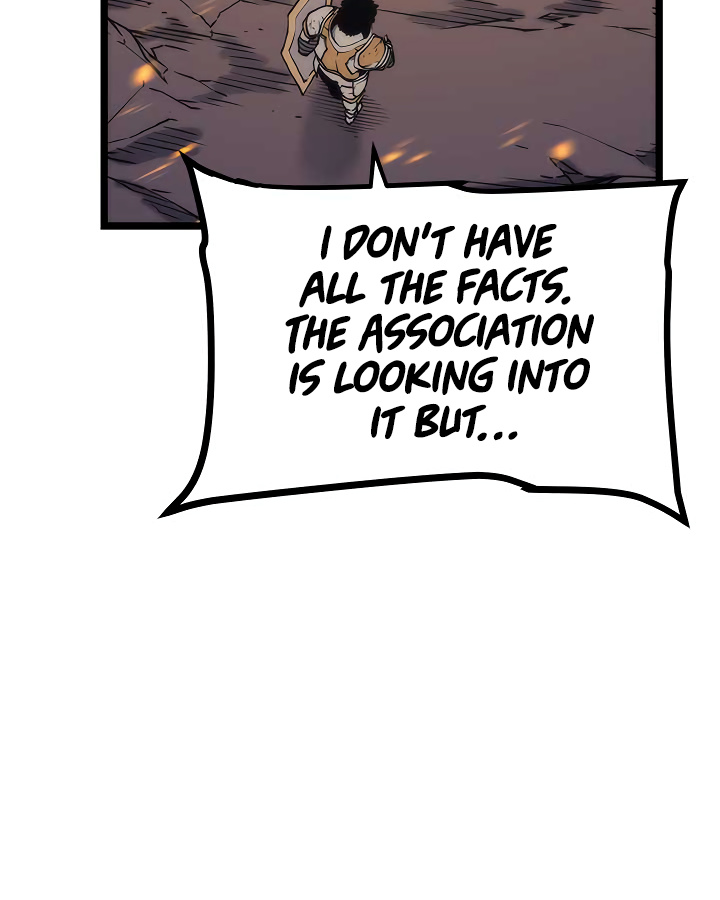 I DON'T HAVE
ALL THE FACTS.
THE ASSOCIATION
IS LOOKING INTO
IT BUT...